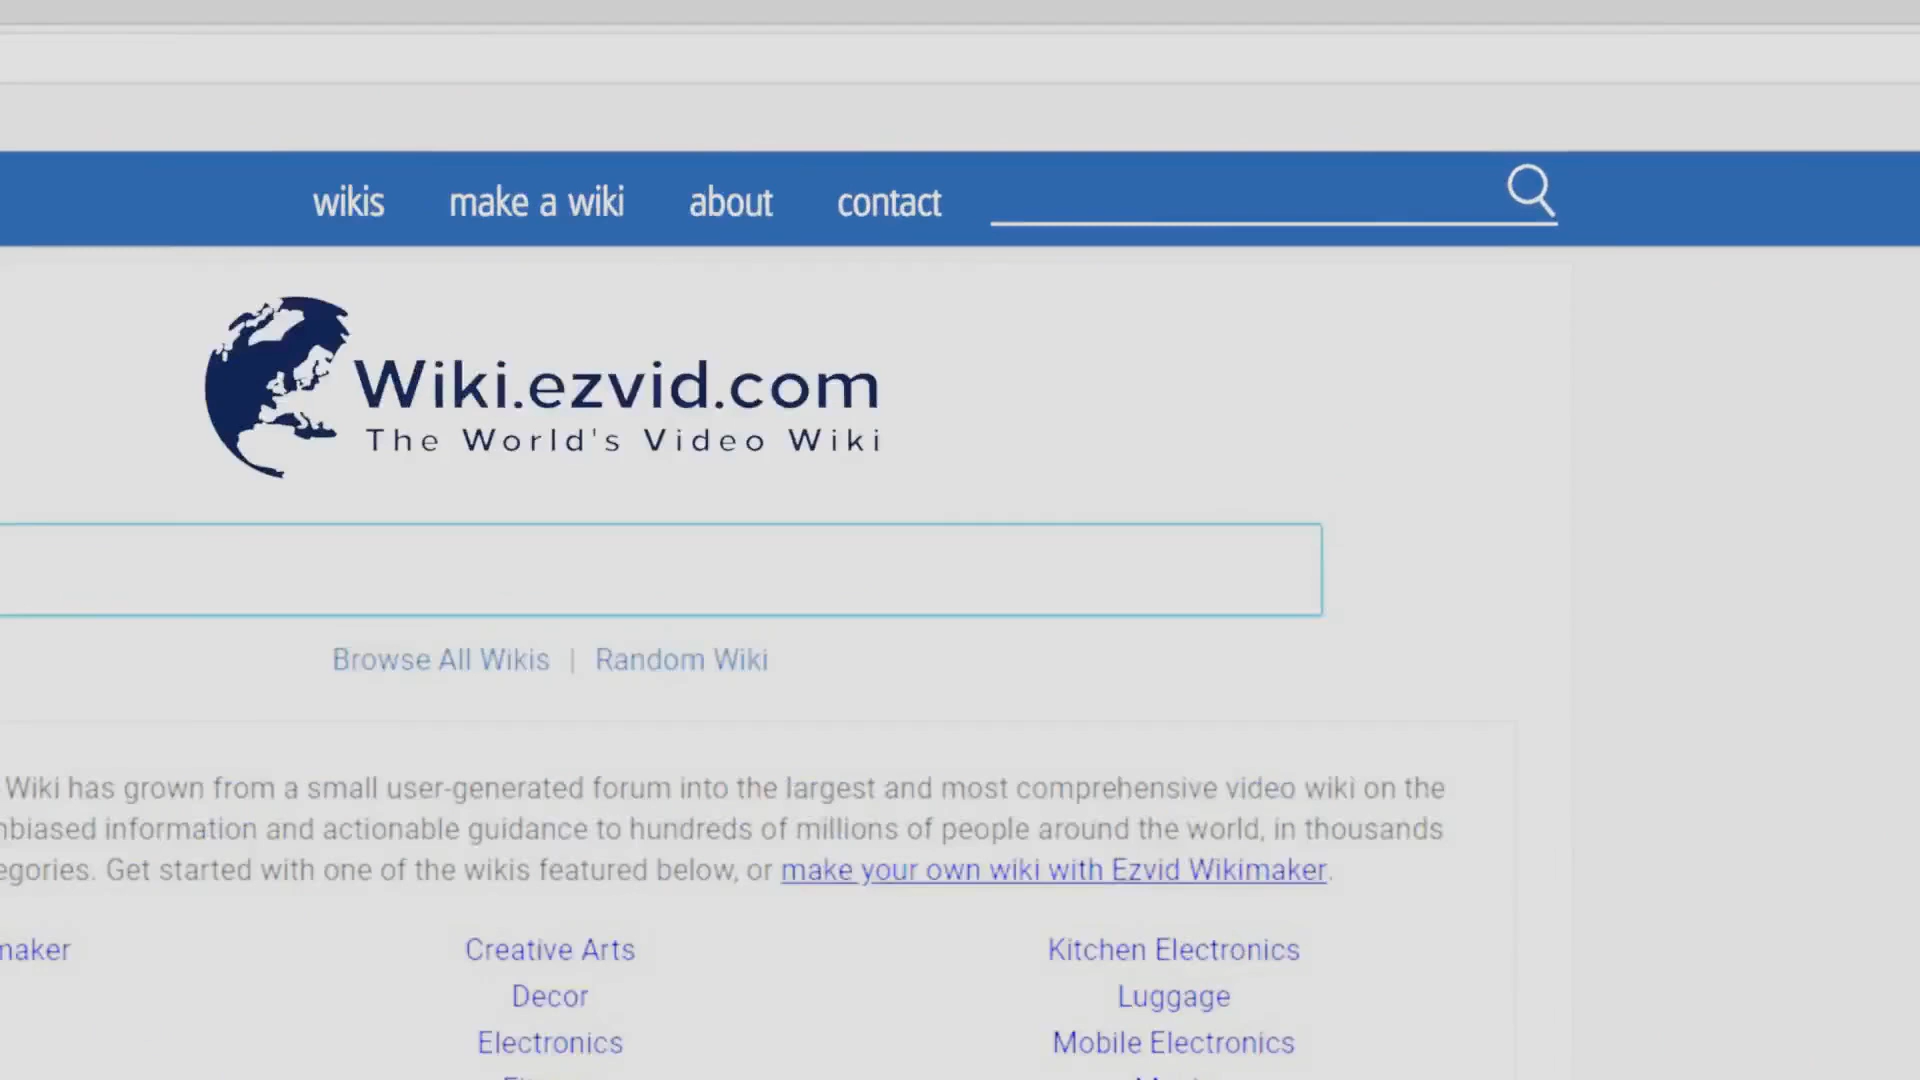 wikis make a wiki about contact
Wiki.ezvid.com
The World's Video Wiki
Browse All Wikis | Random Wiki
Wiki has grown from a small user-generated forum into the largest and most comprehensive video wiki on the
nbiased information and actionable guidance to hundreds of millions of people around the world, in thousands
egories. Get started with one of the wikis featured below, or make your own wiki with Ezvid Wikimaker.
maker Creative Arts Kitchen Electronics
Decor Luggage
Electronics Mobile Electronics